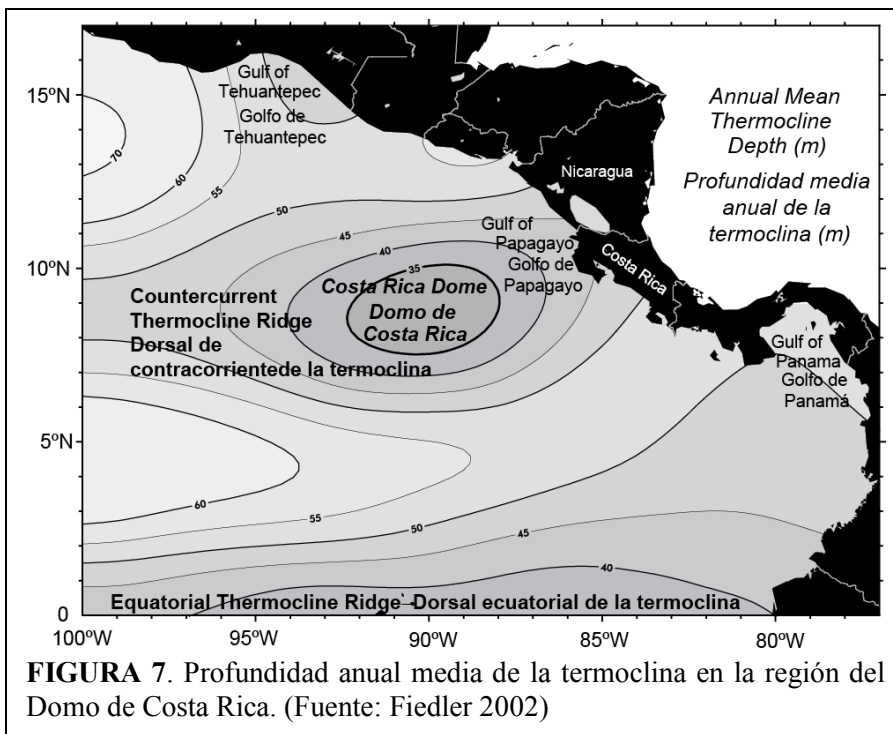 15ºN
10ºN
5ºN
0
100ºW
95ºW
90ºW
85ºW
80ºW
Gulf of
Tehuantepec
Golfo de
Tehuantepec
Annual Mean
Thermocline
Depth (m)
Profundidad media
anual de la
termoclina (m)
Nicaragua
Gulf of
Papagayo
Golfo de
Papagayo
Costa Rica
Costa Rica Dome
Domo de
Costa Rica
Countercurrent
Thermocline Ridge
Dorsal de
contracorrientede la termoclina
Gulf of
Panama
Golfo de
Panamá
70
60
55
50
45
40
35
60
55
50
45
40
Equatorial Thermocline Ridge Dorsal ecuatorial de la termoclina
FIGURA 7. Profundidad anual media de la termoclina en la región del
Domo de Costa Rica. (Fuente: Fiedler 2002)